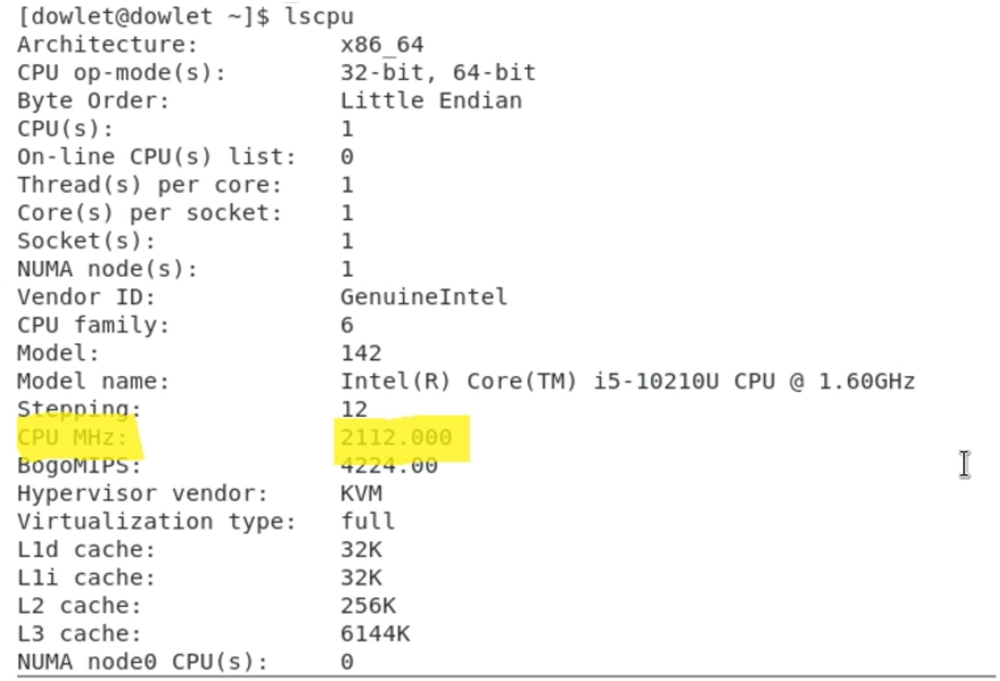 [dowlet@dowlet ~]$ lscpu
Architecture: x86_64
CPU op-mode(s): 32-bit, 64-bit
Byte Order: Little Endian
CPU(s): 1
On-line CPU(s) list: 0
Thread(s) per core: 1
Core(s) per socket: 1
Socket(s): 1
NUMA node(s): 1
Vendor ID: GenuineIntel
CPU family: 6
Model: 142
Model name: Intel(R) Core(TM) i5-10210U CPU @ 1.60GHz
Stepping: 12
CPU MHz: 2112.000
BogoMIPS: 4224.00
Hypervisor vendor: KVM
Virtualization type: full
L1d cache: 32K
L1i cache: 32K
L2 cache: 256K
L3 cache: 6144K
NUMA node0 CPU(s): 0